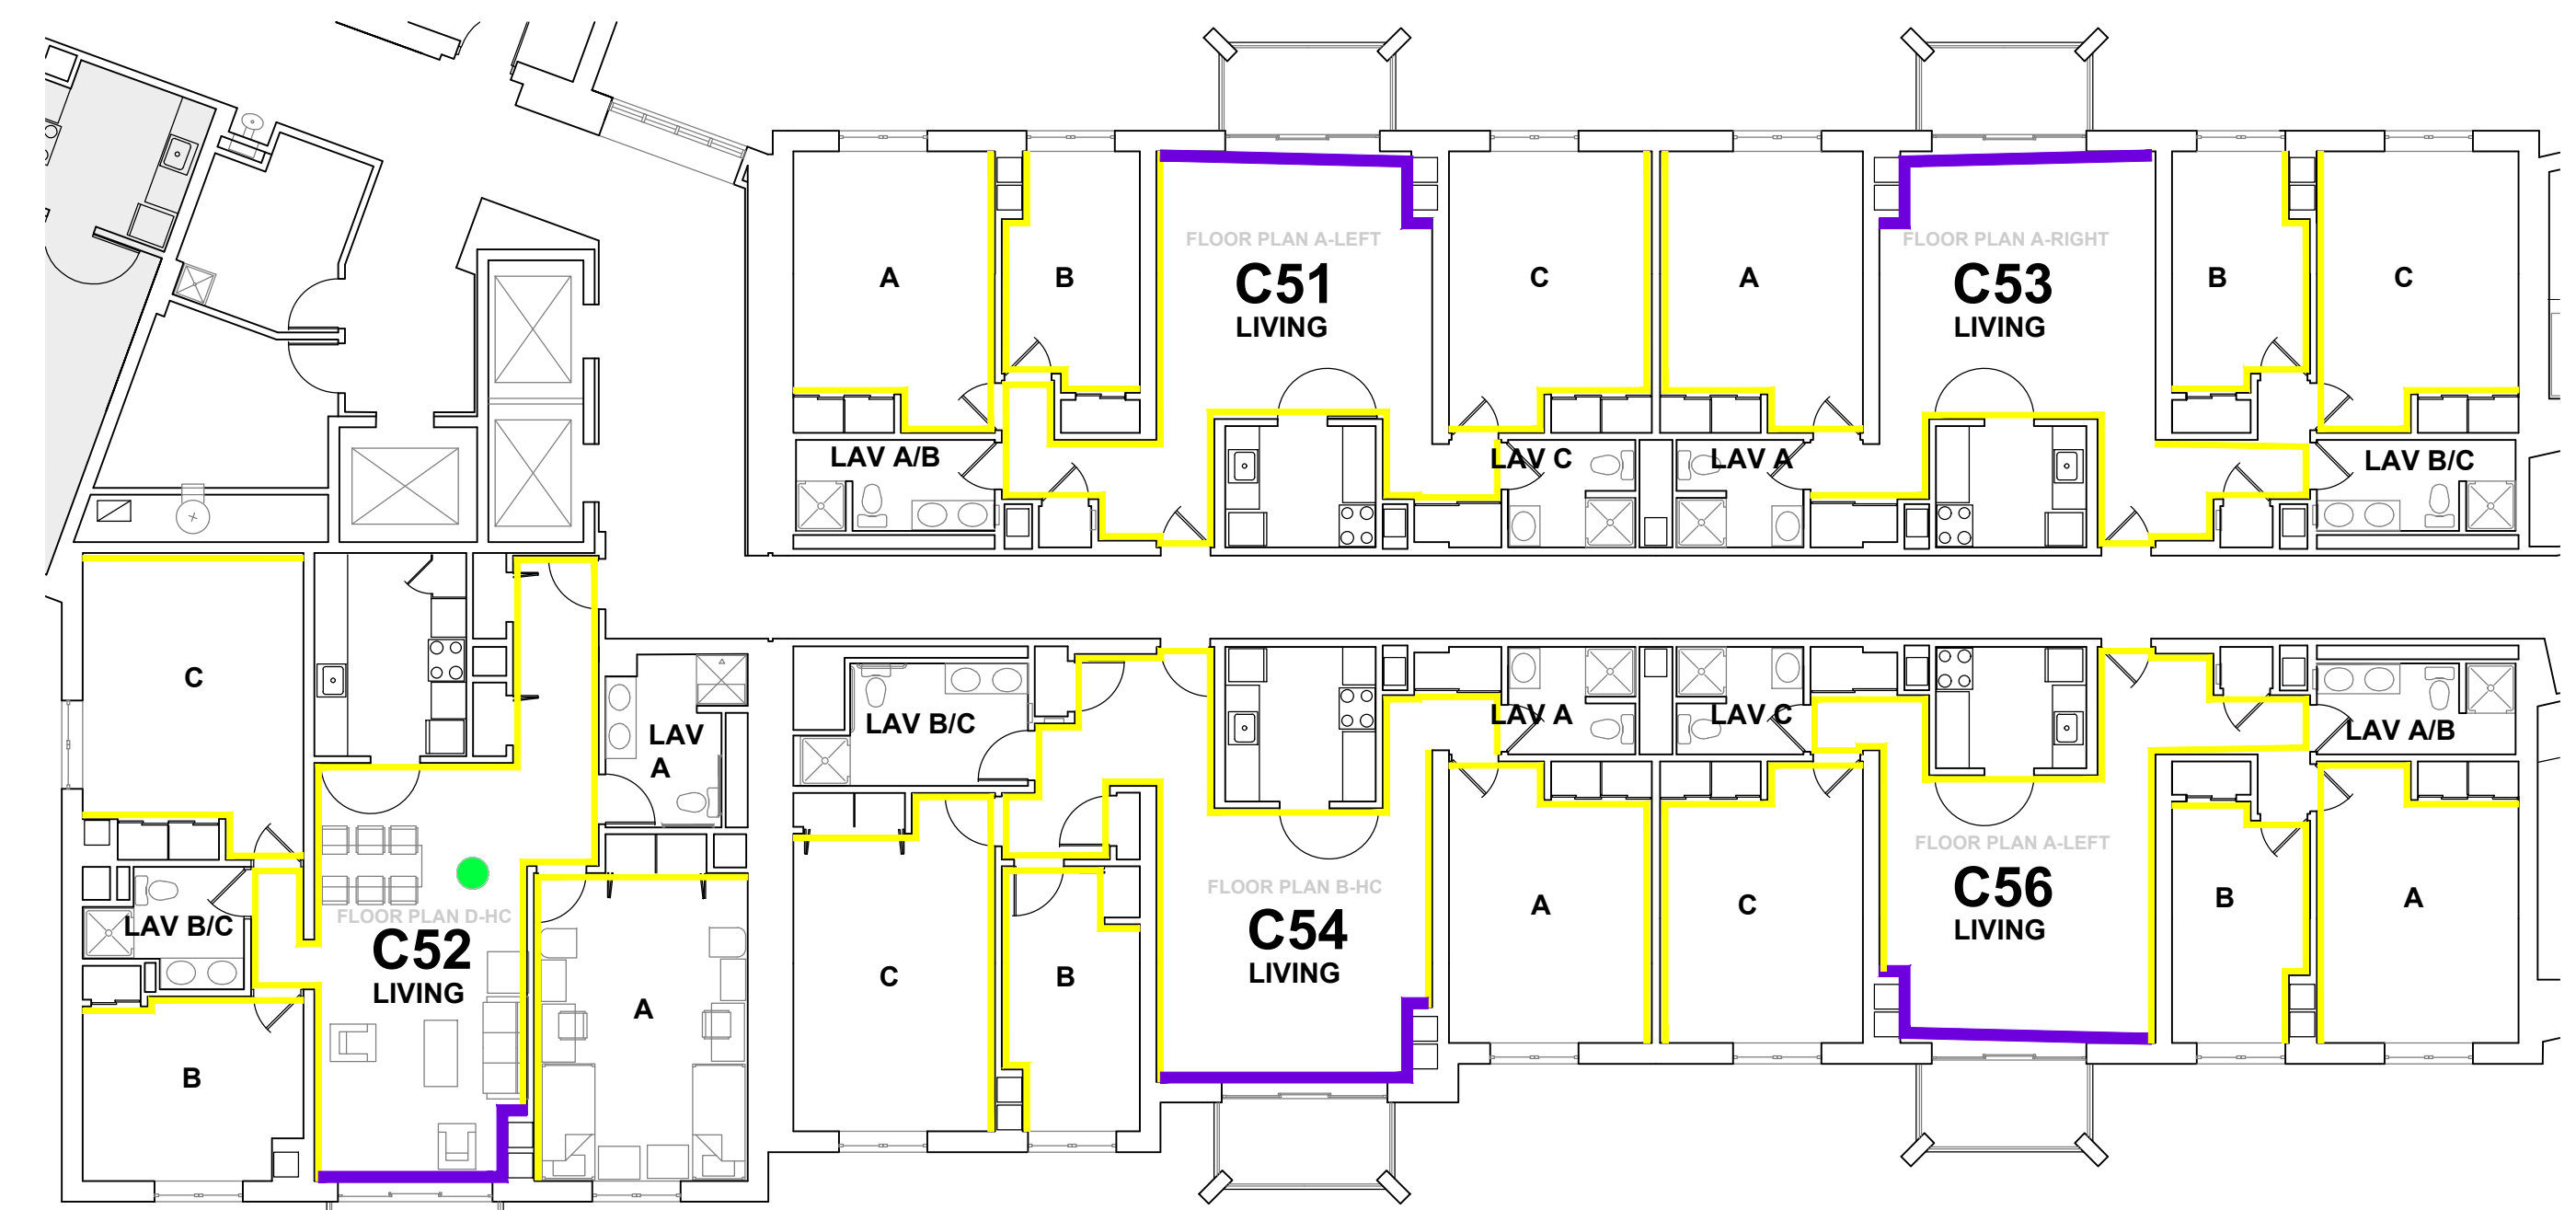 FLOOR PLAN A-LEFT
C51
LIVING
A
B
C
LAV A/B
LAV C
FLOOR PLAN A-RIGHT
C53
LIVING
A
B
C
LAV A
LAV B/C
C
LAV
A
LAV B/C
FLOOR PLAN D-HC
C52
LIVING
B
A
LAV B/C
LAV A
FLOOR PLAN B-HC
C54
LIVING
C
B
A
LAV C
LAV A/B
FLOOR PLAN A-LEFT
C56
LIVING
C
B
A